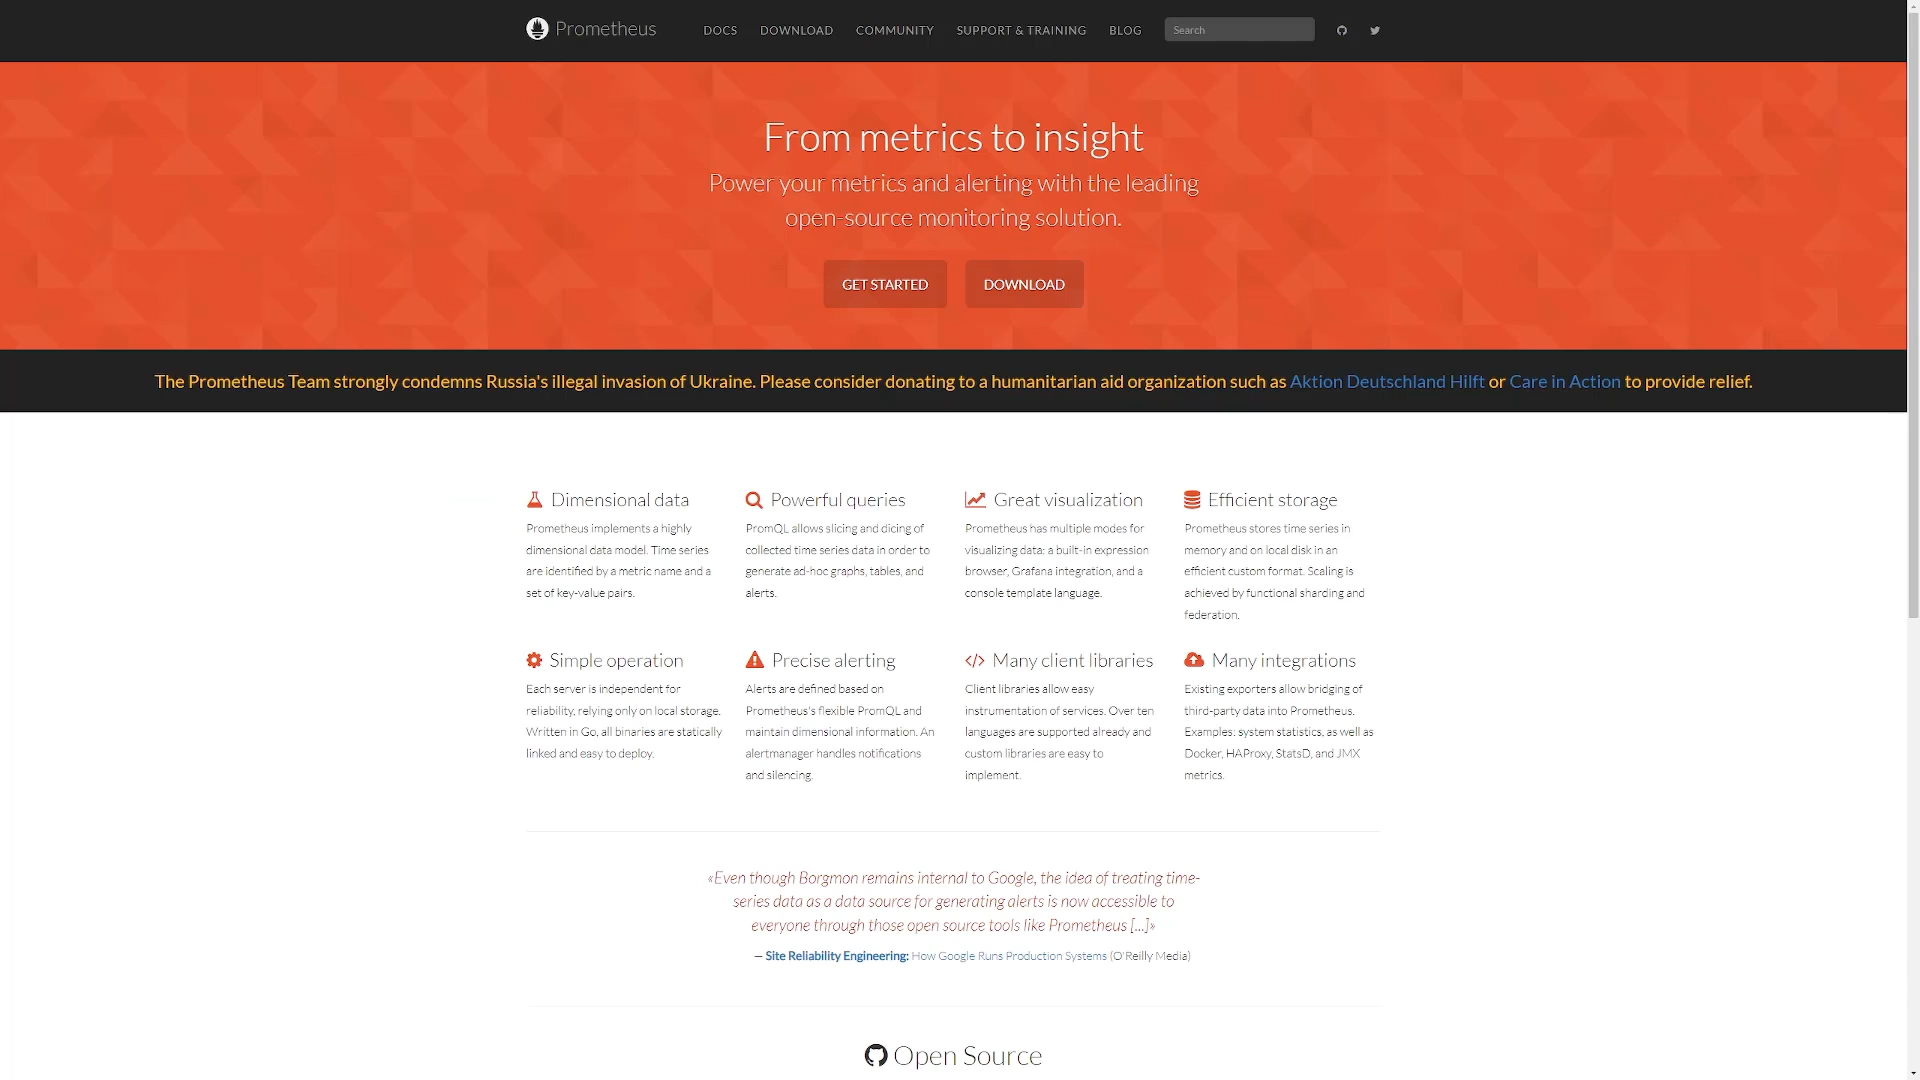 Prometheus
DOCS
DOWNLOAD
COMMUNITY
SUPPORT & TRAINING
BLOG
Search
From metrics to insight
Power your metrics and alerting with the leading
open-source monitoring solution.
GET STARTED
DOWNLOAD
The Prometheus Team strongly condemns Russia's illegal invasion of Ukraine. Please consider donating to a humanitarian aid organization such as Aktion Deutschland Hilft or Care in Action to provide relief.
Dimensional data
Prometheus implements a highly
dimensional data model. Time series
are identified by a metric name and a
set of key-value pairs.
Powerful queries
PromQL allows slicing and dicing of
collected time series data in order to
generate ad-hoc graphs, tables, and
alerts.
Great visualization
Prometheus has multiple modes for
visualizing data: a built-in expression
browser, Grafana integration, and a
console template language.
Efficient storage
Prometheus stores time series in
memory and on local disk in an
efficient custom format. Scaling is
achieved by functional sharding and
federation.
Simple operation
Each server is independent for
reliability, relying only on local storage.
Written in Go, all binaries are statically
linked and easy to deploy.
Precise alerting
Alerts are defined based on
Prometheus's flexible PromQL and
maintain dimensional information. An
alertmanager handles notifications
and silencing.
Many client libraries
Client libraries allow easy
instrumentation of services. Over ten
languages are supported already and
custom libraries are easy to
implement.
Many integrations
Existing exporters allow bridging of
third-party data into Prometheus.
Examples: system statistics, as well as
Docker, HAProxy, StatsD, and JMX
metrics.
«Even though Borgmon remains internal to Google, the idea of treating time-
series data as a data source for generating alerts is now accessible to
everyone through those open source tools like Prometheus [...]»
— Site Reliability Engineering: How Google Runs Production Systems (O'Reilly Media)
Open Source